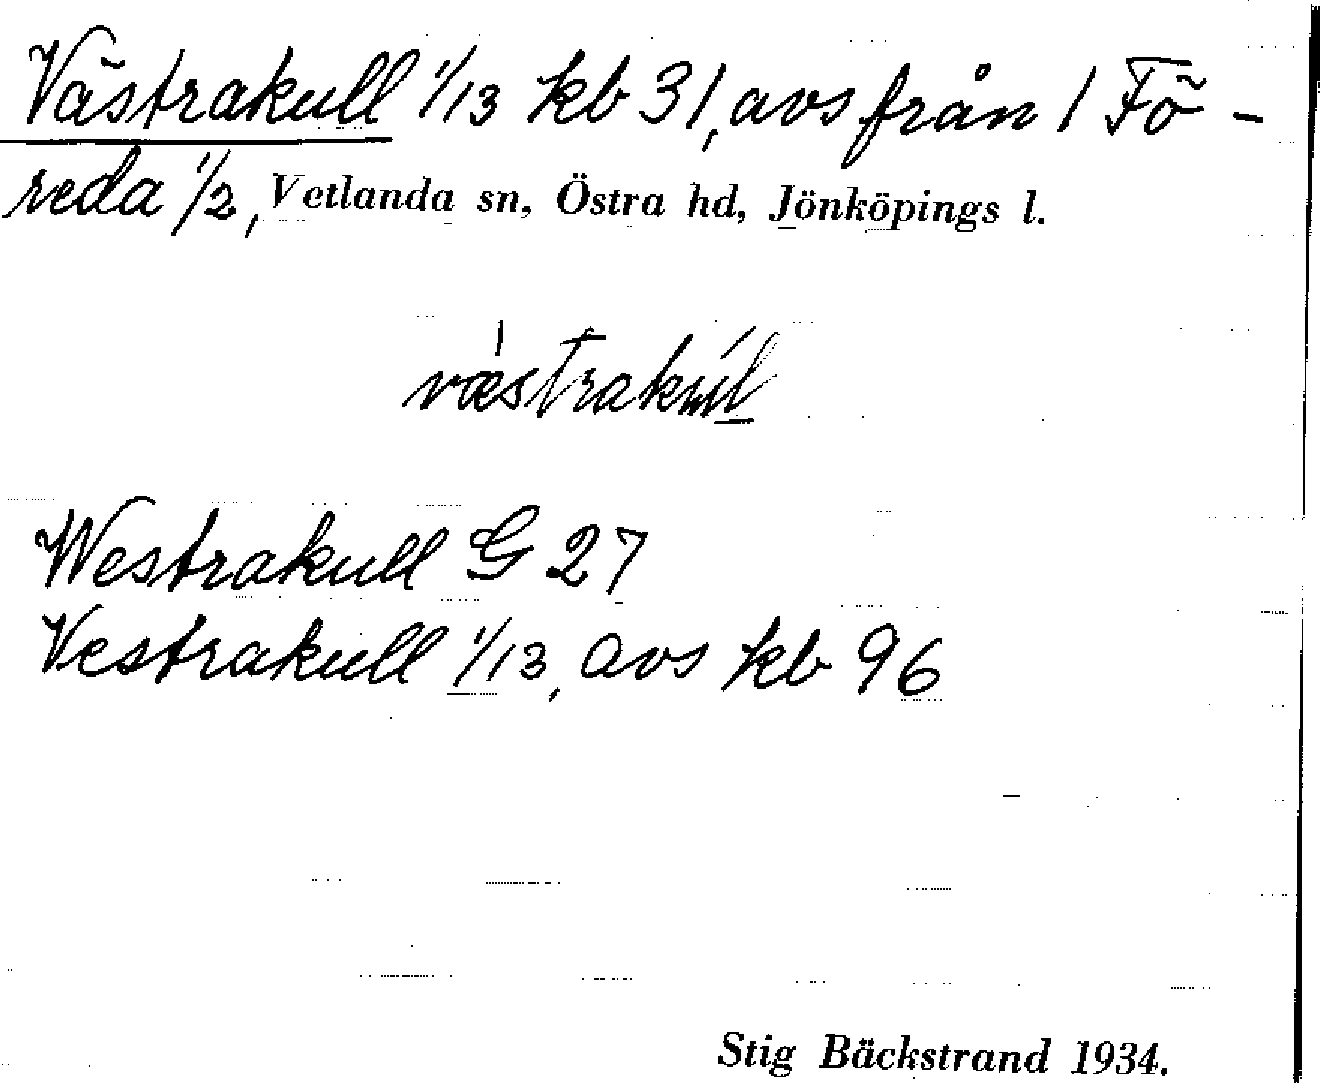 Västrakull 1/13 kb 31, avs från 1 Fö-
reda 1/2, Vetlanda sn, Östra hd, Jönköpings l.
Westrakull G 27
Vestrakull 1/13, avs kb 96
Stig Bäckstrand 1934.